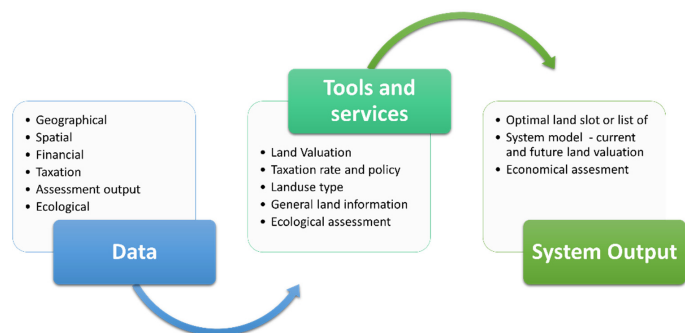 • Geographical
• Spatial
• Financial
• Taxation
• Assessment output
• Ecological
Data
Tools and
services
• Land Valuation
• Taxation rate and policy
• Landuse type
• General land information
• Ecological assessment
• Optimal land slot or list of
• System model - current
and future land valuation
• Economical assesment
System Output